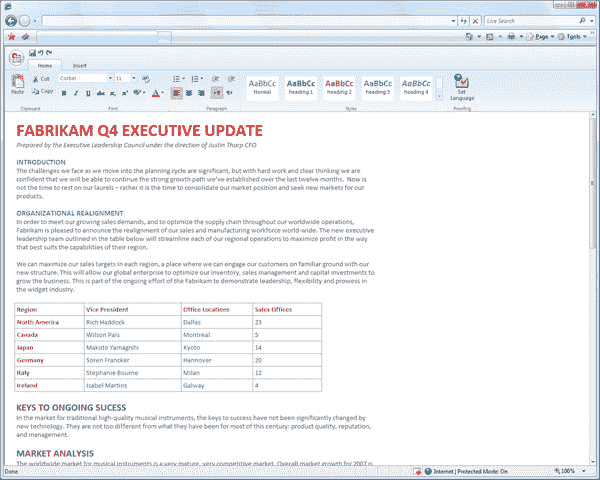 Live Search
Page
Tools
Home Insert
Paste
Cut
Copy
Corbel 11
Clipboard Font Paragraph Styles Proofing
B I U
AaBbCc AaBbCc AaBbCc AaBbCc AaBbCc
Normal heading 1 heading 2 heading 3 heading 4
Set
Language
FABRIKAM Q4 EXECUTIVE UPDATE
Prepared by the Executive Leadership Council under the direction of Justin Tharp CFO
INTRODUCTION
The challenges we face as we move into the planning cycle are significant, but with hard work and clear thinking we are
confident that we will be able to continue the strong growth path we've established over the last twelve months. Now is
not the time to rest on our laurels – rather it is the time to consolidate our market position and seek new markets for our
products.
ORGANIZATIONAL REALIGNMENT
In order to meet our growing sales demands, and to optimize the supply chain throughout our worldwide operations,
Fabrikam is pleased to announce the realignment of our sales and manufacturing workforce world-wide. The new executive
leadership team outlined in the table below will streamline each of our regional operations to maximize profit in the way
that best suits the capabilities of their region.
We can maximize our sales targets in each region, a place where we can engage our customers on familiar ground with our
new structure. This will allow our global enterprise to optimize our inventory, sales management and capital investments to
grow the business. This is part of the ongoing effort of the Fabrikam to demonstrate leadership, flexibility and prowess in
the widget industry.
Region Vice President Office Locations Sales Offices
North America Rich Haddock Dallas 23
Canada Wilson Pais Montreal 5
Japan Makoto Yamagishi Kyoto 14
Germany Soren Francker Hannover 20
Italy Stephanie Bourne Milan 12
Ireland Isabel Martins Galway 4
KEYS TO ONGOING SUCESS
In the market for traditional high-quality musical instruments, the keys to success have not been significantly changed by
new technology. They are not too different from what they have been for most of this century: product quality, reputation,
and management.
MARKET ANALYSIS
The worldwide market for musical instruments is a very mature, very competitive market. Overall market growth for 2007 is
Done
Internet | Protected Mode: On
100%